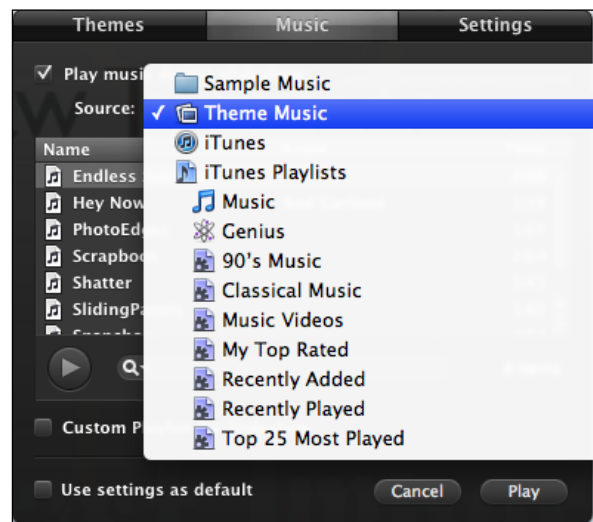 Themes Music Settings
Play musi
Source:
Sample Music
Theme Music
iTunes
iTunes Playlists
Music
Genius
90's Music
Classical Music
Music Videos
My Top Rated
Recently Added
Recently Played
Top 25 Most Played
Name
Endless
Hey Now
PhotoEd
Scrapbo
Shatter
SlidingP
Custom P
Use settings as default
Cancel Play